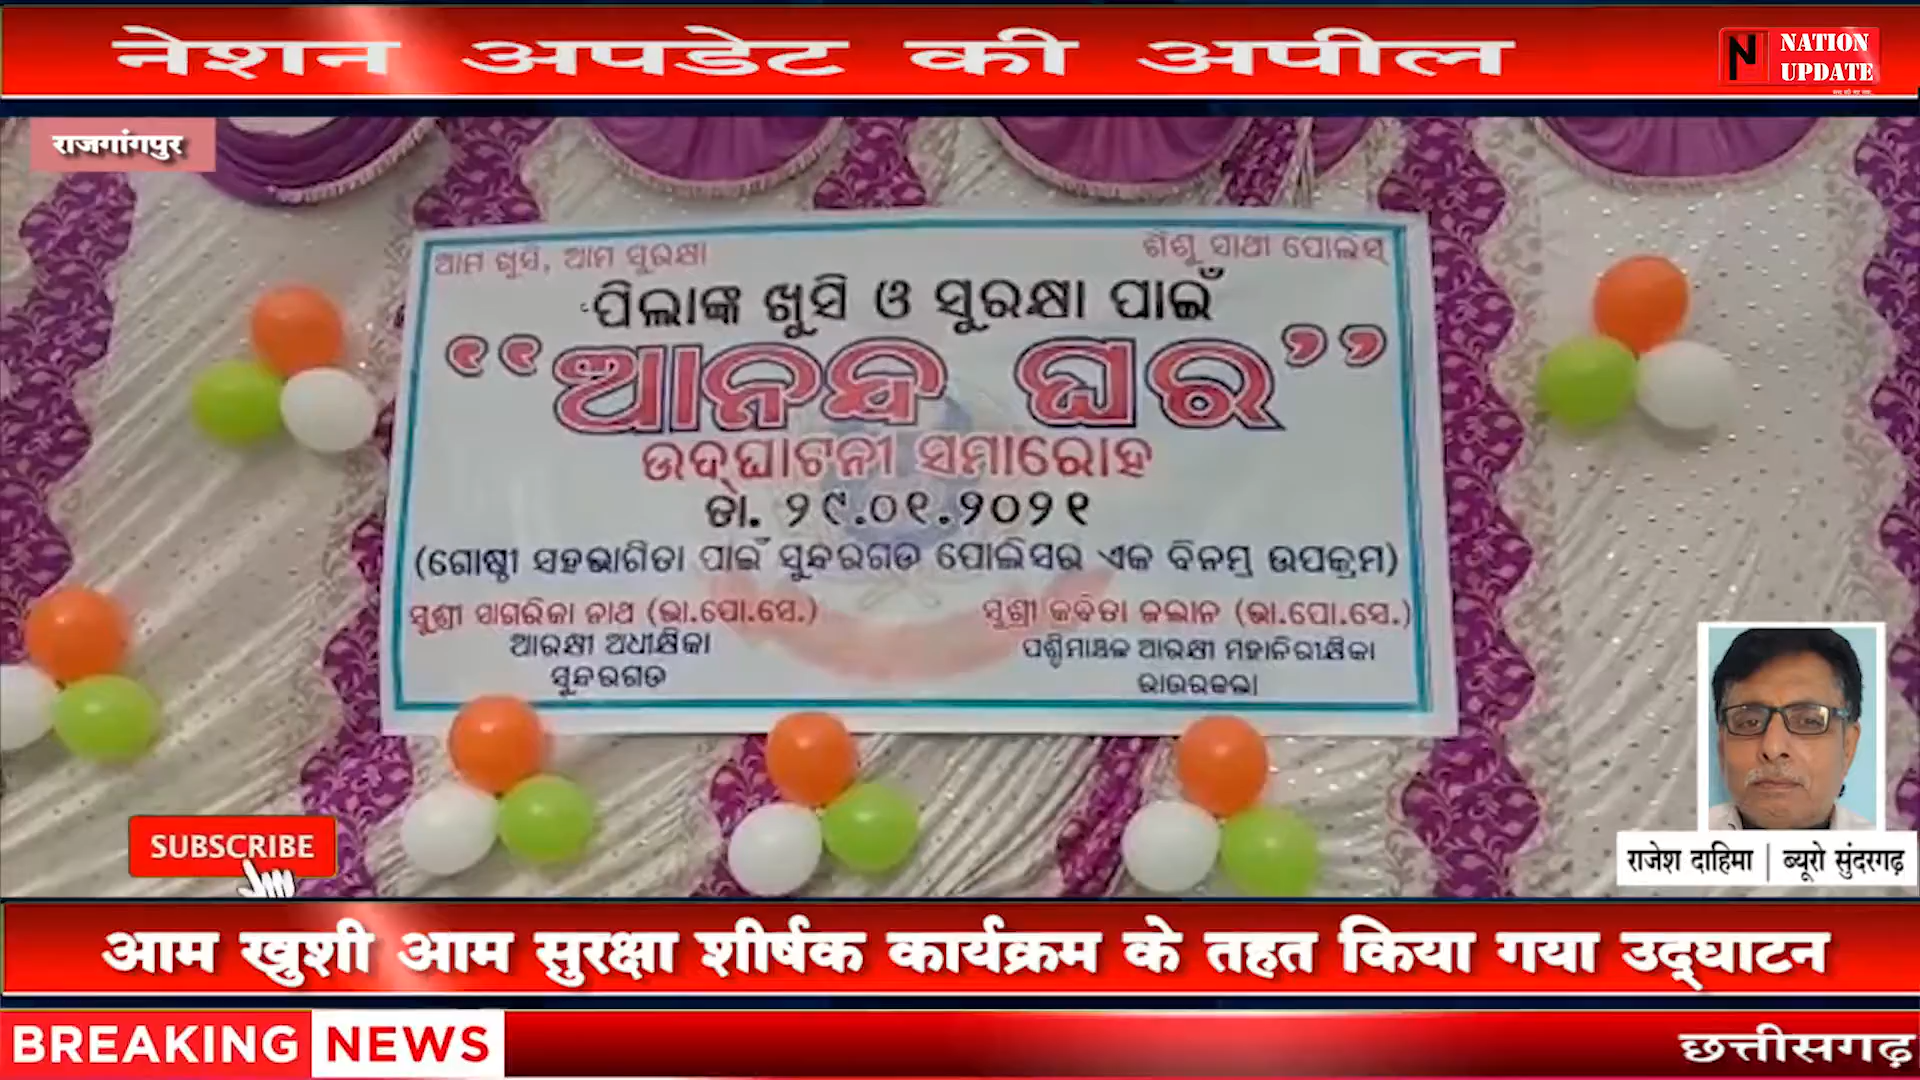 नेशन अपडेट की अपील
NATION
UPDATE
राजगांगपुर
ଆମ ଖୁସି, ଆମ ସୁରକ୍ଷା
ଶିଶୁ ସାଥୀ ପୋଲିସ୍
ପିଲାଙ୍କ ଖୁସି ଓ ସୁରକ୍ଷା ପାଇଁ
“ଆନନ୍ଦ ଘର”
ଉଦ୍‌ଘାଟନୀ ସମାରୋହ
ତା. ୨୯.୦୧.୨୦୨୧
(ଗୋଷ୍ଠୀ ସହଭାଗିତା ପାଇଁ ସୁନ୍ଦରଗଡ ପୋଲିସର ଏକ ବିନମ୍ର ଉପକ୍ରମ)
ସୁଶ୍ରୀ ସାଗରିକା ନାଥ (ଭା.ପୋ.ସେ.)
ଆରକ୍ଷୀ ଅଧୀକ୍ଷିକା
ସୁନ୍ଦରଗଡ
ସୁଶ୍ରୀ କବିତା ଜଲାନ (ଭା.ପୋ.ସେ.)
ପଶ୍ଚିମାଞ୍ଚଳ ଆରକ୍ଷୀ ମହାନିରୀକ୍ଷିକା
ରାଉରକଲା
SUBSCRIBE
राजेश दाहिमा | ब्यूरो सुंदरगढ़
आम खुशी आम सुरक्षा शीर्षक कार्यक्रम के तहत किया गया उद्‌घाटन
BREAKING NEWS
छत्तीसगढ़